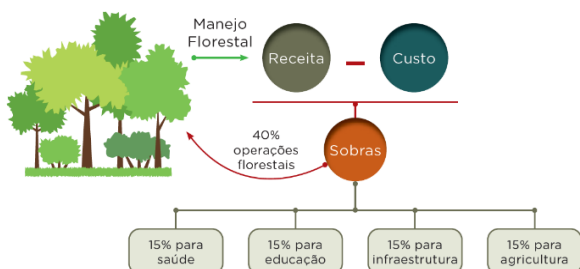 Manejo
Florestal
Receita
Custo
40%
operações
florestais
Sobras
15% para
saúde
15% para
educação
15% para
infraestrutura
15% para
agricultura